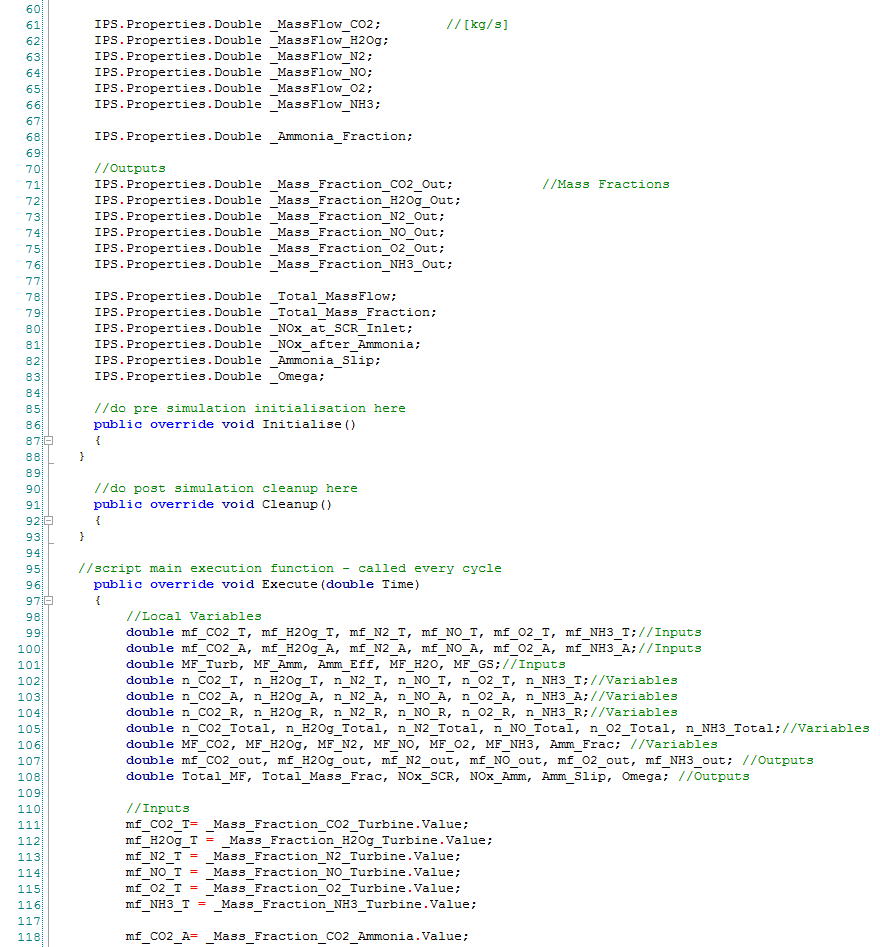 60
61 IPS.Properties.Double _MassFlow_CO2; //[kg/s]
62 IPS.Properties.Double _MassFlow_H2Og;
63 IPS.Properties.Double _MassFlow_N2;
64 IPS.Properties.Double _MassFlow_NO;
65 IPS.Properties.Double _MassFlow_O2;
66 IPS.Properties.Double _MassFlow_NH3;
67
68 IPS.Properties.Double _Ammonia_Fraction;
69
70 //Outputs
71 IPS.Properties.Double _Mass_Fraction_CO2_Out; //Mass Fractions
72 IPS.Properties.Double _Mass_Fraction_H2Og_Out;
73 IPS.Properties.Double _Mass_Fraction_N2_Out;
74 IPS.Properties.Double _Mass_Fraction_NO_Out;
75 IPS.Properties.Double _Mass_Fraction_O2_Out;
76 IPS.Properties.Double _Mass_Fraction_NH3_Out;
77
78 IPS.Properties.Double _Total_MassFlow;
79 IPS.Properties.Double _Total_Mass_Fraction;
80 IPS.Properties.Double _NOx_at_SCR_Inlet;
81 IPS.Properties.Double _NOx_after_Ammonia;
82 IPS.Properties.Double _Ammonia_Slip;
83 IPS.Properties.Double _Omega;
84
85 //do pre simulation initialisation here
86 public override void Initialise()
87 {
88 }
89
90 //do post simulation cleanup here
91 public override void Cleanup()
92 {
93 }
94
95 //script main execution function - called every cycle
96 public override void Execute(double Time)
97 {
98 //Local Variables
99 double mf_CO2_T, mf_H2Og_T, mf_N2_T, mf_NO_T, mf_O2_T, mf_NH3_T;//Inputs
100 double mf_CO2_A, mf_H2Og_A, mf_N2_A, mf_NO_A, mf_O2_A, mf_NH3_A;//Inputs
101 double MF_Turb, MF_Amm, Amm_Eff, MF_H2O, MF_GS;//Inputs
102 double n_CO2_T, n_H2Og_T, n_N2_T, n_NO_T, n_O2_T, n_NH3_T;//Variables
103 double n_CO2_A, n_H2Og_A, n_N2_A, n_NO_A, n_O2_A, n_NH3_A;//Variables
104 double n_CO2_R, n_H2Og_R, n_N2_R, n_NO_R, n_O2_R, n_NH3_R;//Variables
105 double n_CO2_Total, n_H2Og_Total, n_N2_Total, n_NO_Total, n_O2_Total, n_NH3_Total;//Variables
106 double MF_CO2, MF_H2Og, MF_N2, MF_NO, MF_O2, MF_NH3, Amm_Frac; //Variables
107 double mf_CO2_out, mf_H2Og_out, mf_N2_out, mf_NO_out, mf_O2_out, mf_NH3_out; //Outputs
108 double Total_MF, Total_Mass_Frac, NOx_SCR, NOx_Amm, Amm_Slip, Omega; //Outputs
109
110 //Inputs
111 mf_CO2_T= _Mass_Fraction_CO2_Turbine.Value;
112 mf_H2Og_T = _Mass_Fraction_H2Og_Turbine.Value;
113 mf_N2_T = _Mass_Fraction_N2_Turbine.Value;
114 mf_NO_T = _Mass_Fraction_NO_Turbine.Value;
115 mf_O2_T = _Mass_Fraction_O2_Turbine.Value;
116 mf_NH3_T = _Mass_Fraction_NH3_Turbine.Value;
117
118 mf_CO2_A= _Mass_Fraction_CO2_Ammonia.Value;